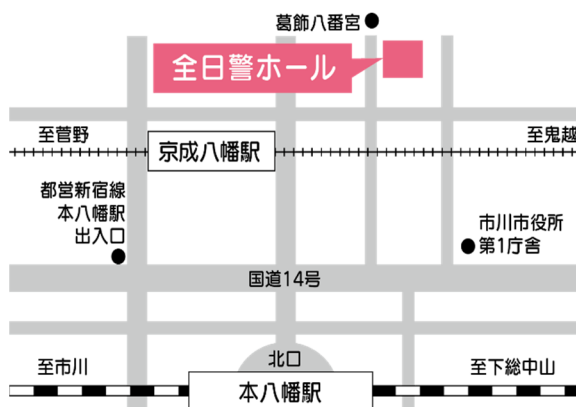 葛飾八幡宮
全日警ホール
至菅野
京成八幡駅
至鬼越
都営新宿線
本八幡駅
出入口
市川市役所
第1庁舎
国道14号
至市川
北口
至下総中山
本八幡駅